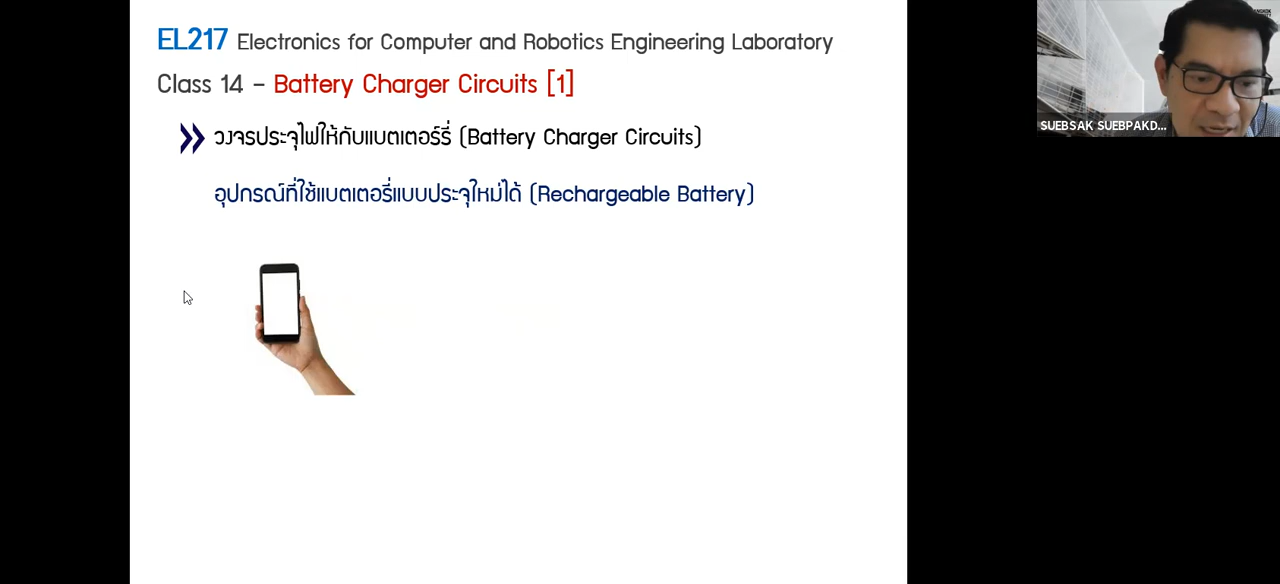 EL217 Electronics for Computer and Robotics Engineering Laboratory
Class 14 – Battery Charger Circuits [1]
วงจรประจุไฟให้กับแบตเตอร์รี่ (Battery Charger Circuits)
อุปกรณ์ที่ใช้แบตเตอรี่แบบประจุใหม่ได้ (Rechargeable Battery)
SUEBSAK SUEBPAKD...